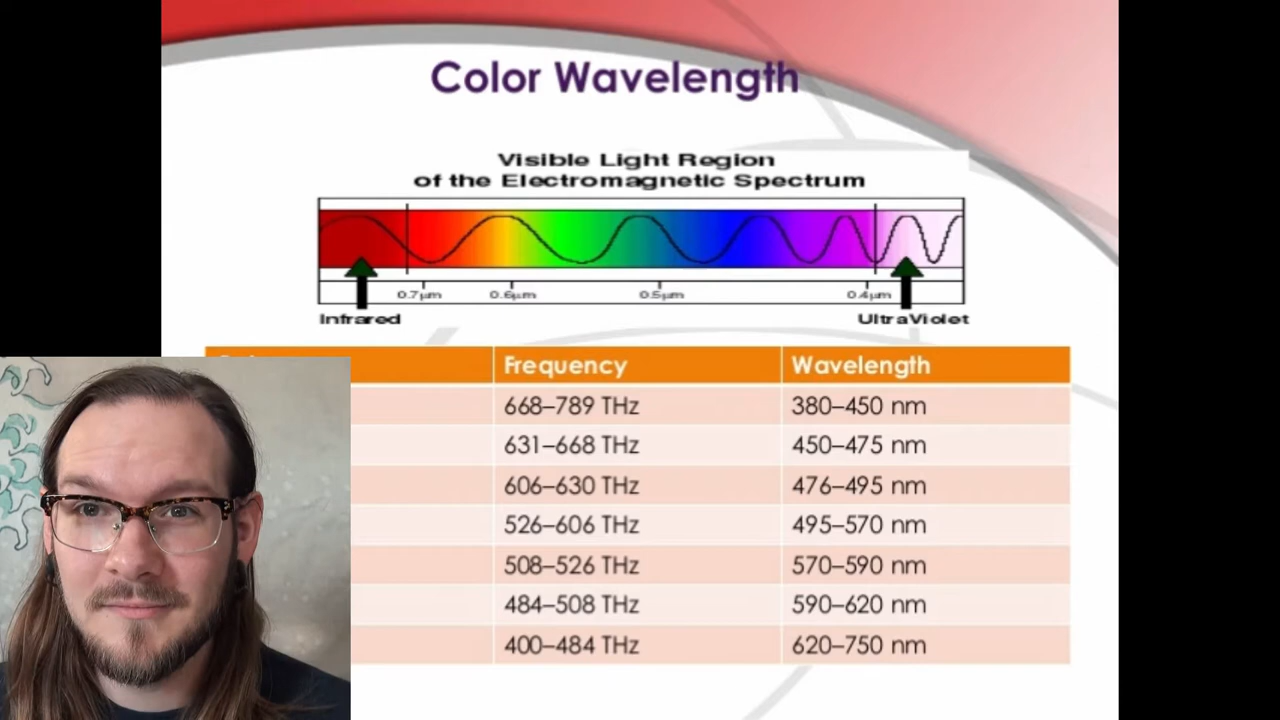 Color Wavelength
Visible Light Region
of the Electromagnetic Spectrum
0.7μm 0.6μm 0.5μm 0.4μm
Infrared UltraViolet
Frequency Wavelength
668–789 THz 380–450 nm
631–668 THz 450–475 nm
606–630 THz 476–495 nm
526–606 THz 495–570 nm
508–526 THz 570–590 nm
484–508 THz 590–620 nm
400–484 THz 620–750 nm